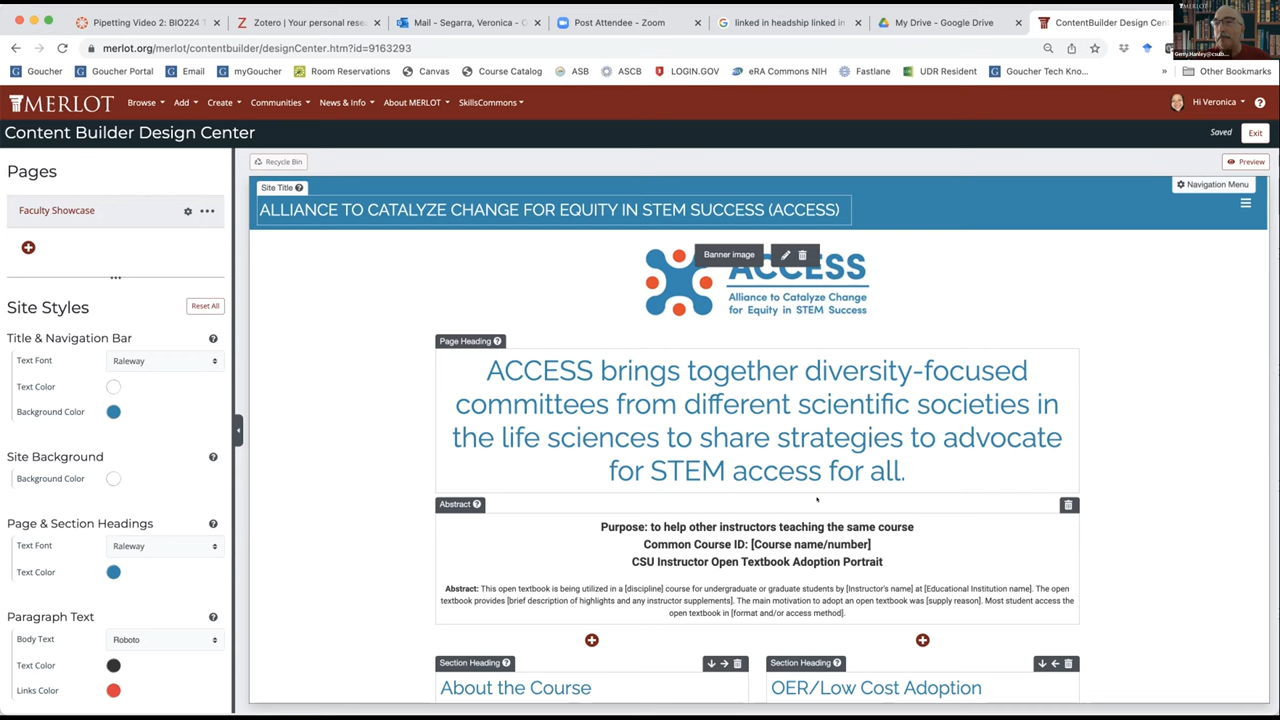 Pipetting Video 2: BIO224 T
Zotero | Your personal rese
Mail - Segarra, Veronica - O
Post Attendee - Zoom
linked in headship linked in
My Drive - Google Drive
ContentBuilder Design Cent
merlot.org/merlot/contentbuilder/designCenter.htm?id=9163293
Goucher
Goucher Portal
Email
myGoucher
Room Reservations
Canvas
Course Catalog
ASB
ASCB
LOGIN.GOV
eRA Commons NIH
Fastlane
UDR Resident
Goucher Tech Kno...
»
Other Bookmarks
MERLOT
Browse
Add
Create
Communities
News & Info
About MERLOT
SkillsCommons
Hi Veronica
Content Builder Design Center
Saved
Exit
Pages
Faculty Showcase
Site Styles
Reset All
Title & Navigation Bar
Text Font
Raleway
Text Color
Background Color
Site Background
Background Color
Page & Section Headings
Text Font
Raleway
Text Color
Paragraph Text
Body Text
Roboto
Text Color
Links Color
Recycle Bin
Preview
Site Title
Navigation Menu
ALLIANCE TO CATALYZE CHANGE FOR EQUITY IN STEM SUCCESS (ACCESS)
Banner image
ACCESS
Alliance to Catalyze Change
for Equity in STEM Success
Page Heading
ACCESS brings together diversity-focused
committees from different scientific societies in
the life sciences to share strategies to advocate
for STEM access for all.
Abstract
Purpose: to help other instructors teaching the same course
Common Course ID: [Course name/number]
CSU Instructor Open Textbook Adoption Portrait
Abstract: This open textbook is being utilized in a [discipline] course for undergraduate or graduate students by [Instructor's name] at [Educational Institution name]. The open
textbook provides [brief description of highlights and any instructor supplements]. The main motivation to adopt an open textbook was [supply reason]. Most student access the
open textbook in [format and/or access method].
Section Heading
About the Course
Section Heading
OER/Low Cost Adoption